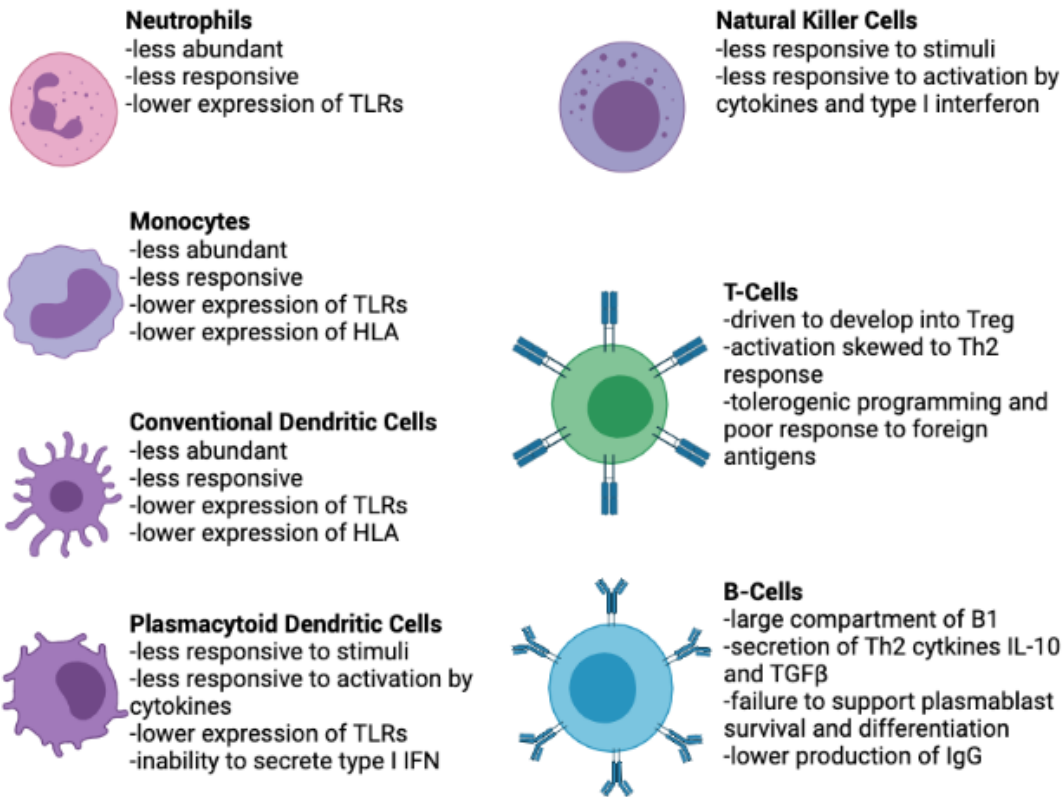 Neutrophils
-less abundant
-less responsive
-lower expression of TLRs
Monocytes
-less abundant
-less responsive
-lower expression of TLRs
-lower expression of HLA
Conventional Dendritic Cells
-less abundant
-less responsive
-lower expression of TLRs
-lower expression of HLA
Plasmacytoid Dendritic Cells
-less responsive to stimuli
-less responsive to activation by
cytokines
-lower expression of TLRs
-inability to secrete type I IFN
Natural Killer Cells
-less responsive to stimuli
-less responsive to activation by
cytokines and type I interferon
T-Cells
-driven to develop into Treg
-activation skewed to Th2
response
-tolerogenic programming and
poor response to foreign
antigens
B-Cells
-large compartment of B1
-secretion of Th2 cytkines IL-10
and TGFβ
-failure to support plasmablast
survival and differentiation
-lower production of IgG